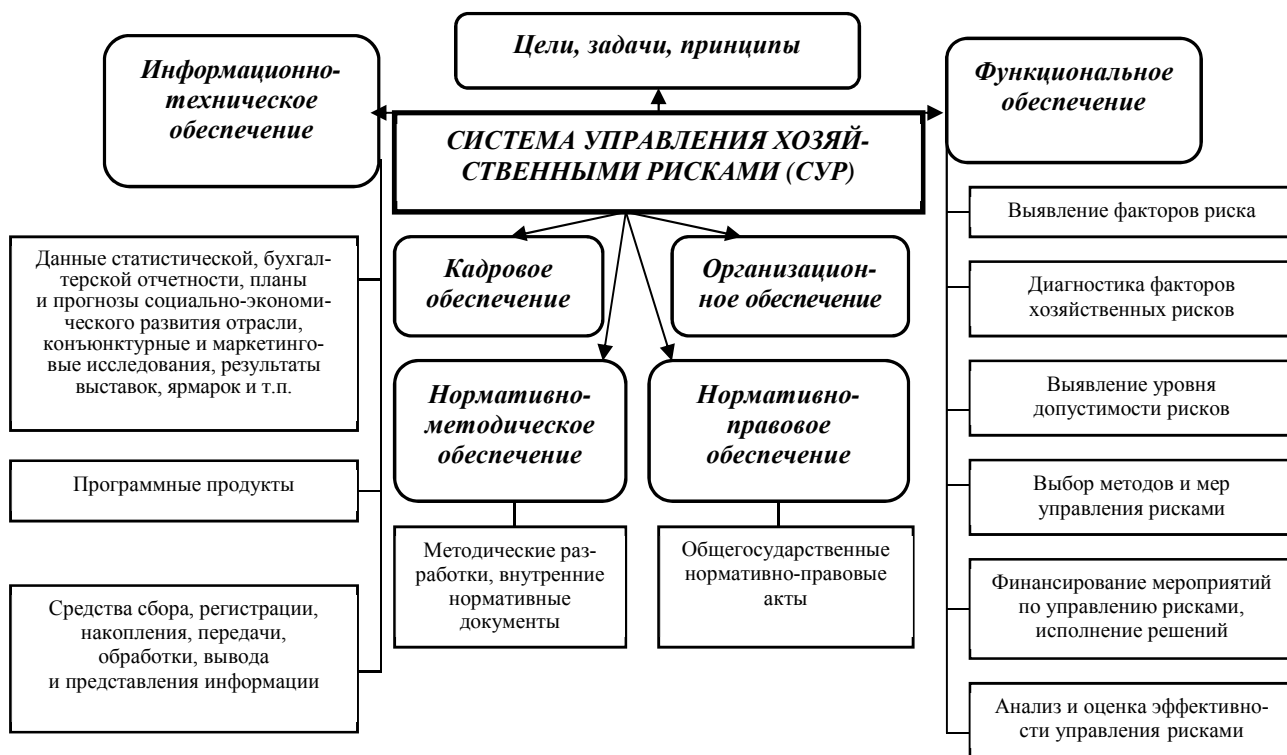 Цели, задачи, принципы
Информационно-
техническое
обеспечение
Функциональное
обеспечение
СИСТЕМА УПРАВЛЕНИЯ ХОЗЯЙ-
СТВЕННЫМИ РИСКАМИ (СУР)
Кадровое
обеспечение
Организацион-
ное обеспечение
Нормативно-
методическое
обеспечение
Нормативно-
правовое
обеспечение
Методические раз-
работки, внутренние
нормативные
документы
Общегосударственные
нормативно-правовые
акты
Данные статистической, бухгал-
терской отчетности, планы
и прогнозы социально-экономи-
ческого развития отрасли,
конъюнктурные и маркетинго-
вые исследования, результаты
выставок, ярмарок и т.п.
Программные продукты
Средства сбора, регистрации,
накопления, передачи,
обработки, вывода
и представления информации
Выявление факторов риска
Диагностика факторов
хозяйственных рисков
Выявление уровня
допустимости рисков
Выбор методов и мер
управления рисками
Финансирование мероприятий
по управлению рисками,
исполнение решений
Анализ и оценка эффективно-
сти управления рисками